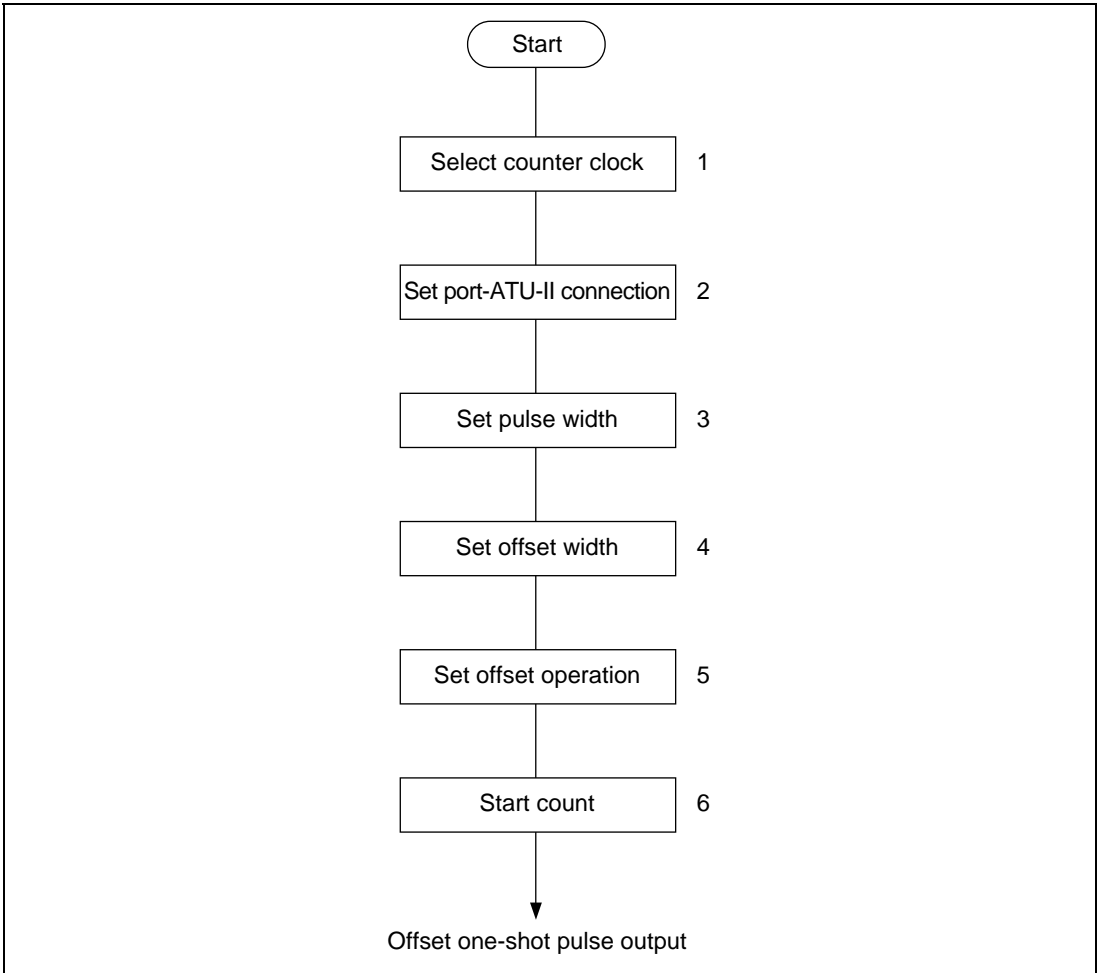 Start
Select counter clock 1
Set port-ATU-II connection 2
Set pulse width 3
Set offset width 4
Set offset operation 5
Start count 6
Offset one-shot pulse output